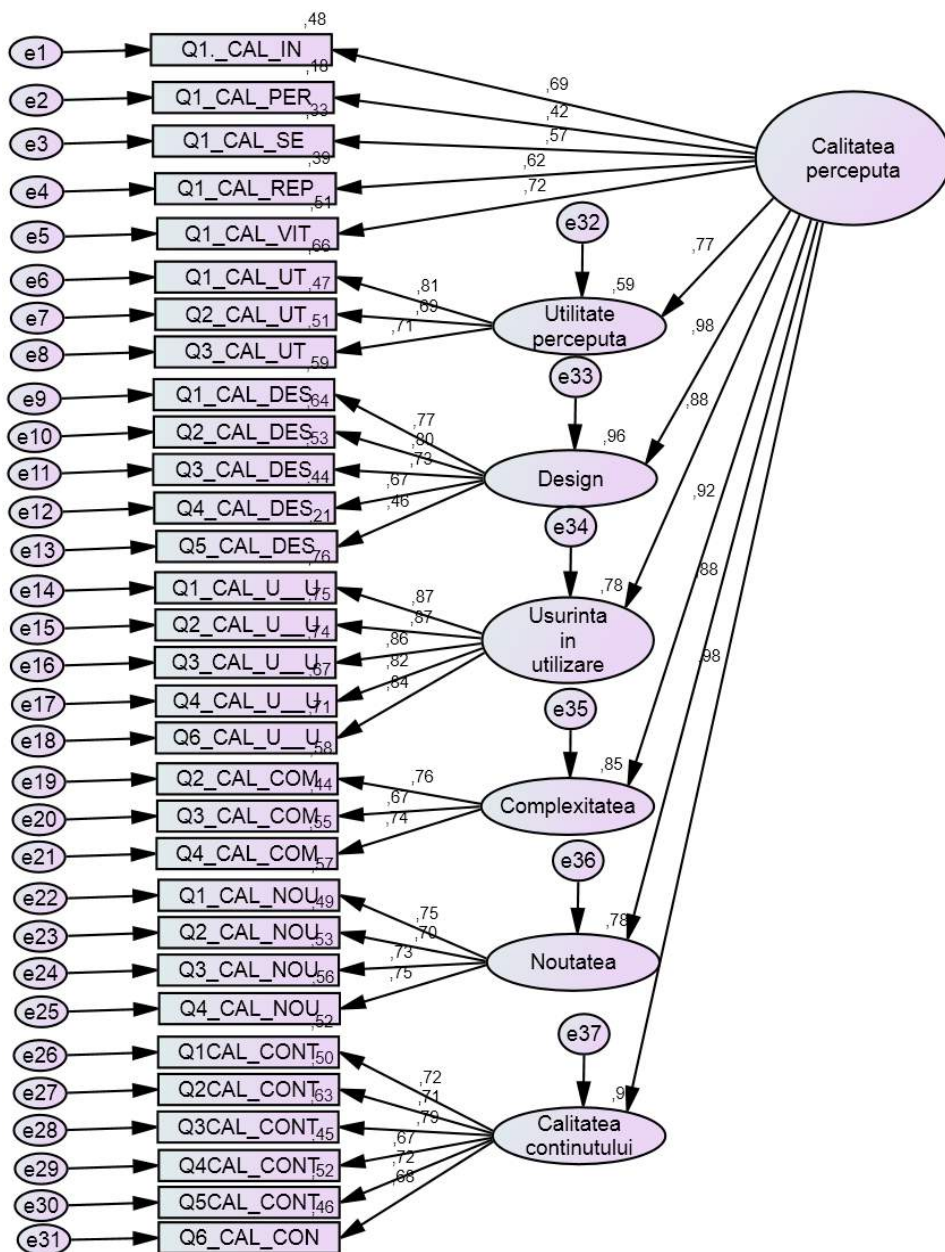 ,48
e1 Q1._CAL_IN
,69
,18
e2 Q1_CAL_PER
,42
,33
e3 Q1_CAL_SE
,57
Calitatea
perceputa
,39
e4 Q1_CAL_REP
,62
,51
e5 Q1_CAL_VIT
,72
e32
,77
,66
e6 Q1_CAL_UT
,81
,59
,47
e7 Q2_CAL_UT
,69
Utilitate
perceputa
,51
e8 Q3_CAL_UT
,71
,98
e33
,59
e9 Q1_CAL_DES
,77
,88
,64
e10 Q2_CAL_DES
,80
,96
,53
e11 Q3_CAL_DES
,73
Design
,44
e12 Q4_CAL_DES
,67
,92
,21
e13 Q5_CAL_DES
,46
e34
,76
e14 Q1_CAL_U__U
,87
,78
,88
,75
e15 Q2_CAL_U__U
,87
Usurinta
in
utilizare
,74
e16 Q3_CAL_U__U
,86
,98
,67
e17 Q4_CAL_U__U
,82
,71
e18 Q6_CAL_U__U
,84
e35
,58
e19 Q2_CAL_COM
,76
,85
,44
e20 Q3_CAL_COM
,67
Complexitatea
,55
e21 Q4_CAL_COM
,74
e36
,57
e22 Q1_CAL_NOU
,75
,78
,49
e23 Q2_CAL_NOU
,70
,53
e24 Q3_CAL_NOU
,73
Noutatea
,56
e25 Q4_CAL_NOU
,75
e37
,52
e26 Q1CAL_CONT
,72
,50
e27 Q2CAL_CONT
,71
,63
e28 Q3CAL_CONT
,79
Calitatea
continutului
,45
e29 Q4CAL_CONT
,67
,52
e30 Q5CAL_CONT
,72
,46
e31 Q6_CAL_CON
,68